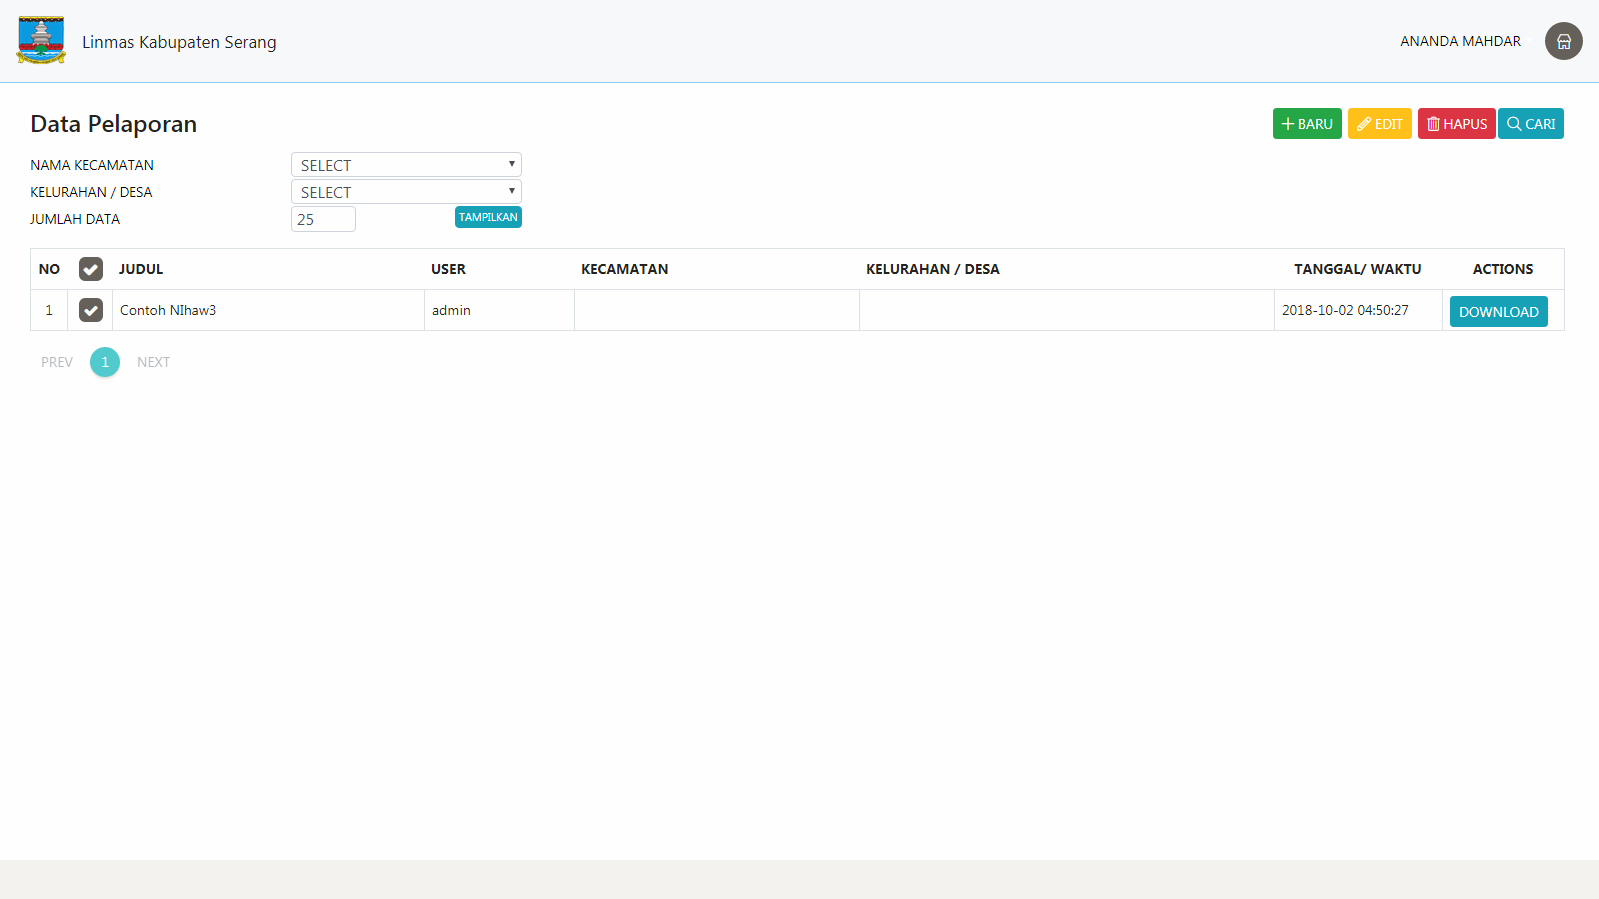 Linmas Kabupaten Serang
ANANDA MAHDAR
Data Pelaporan
BARU EDIT HAPUS CARI
NAMA KECAMATAN SELECT
KELURAHAN / DESA SELECT
JUMLAH DATA 25 TAMPILKAN
NO JUDUL USER KECAMATAN KELURAHAN / DESA TANGGAL/ WAKTU ACTIONS
1 Contoh NIhaw3 admin 2018-10-02 04:50:27 DOWNLOAD
PREV 1 NEXT